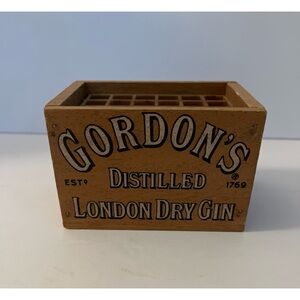 GORDON'S
ESTD DISTILLED ® 1769
LONDON DRY GIN